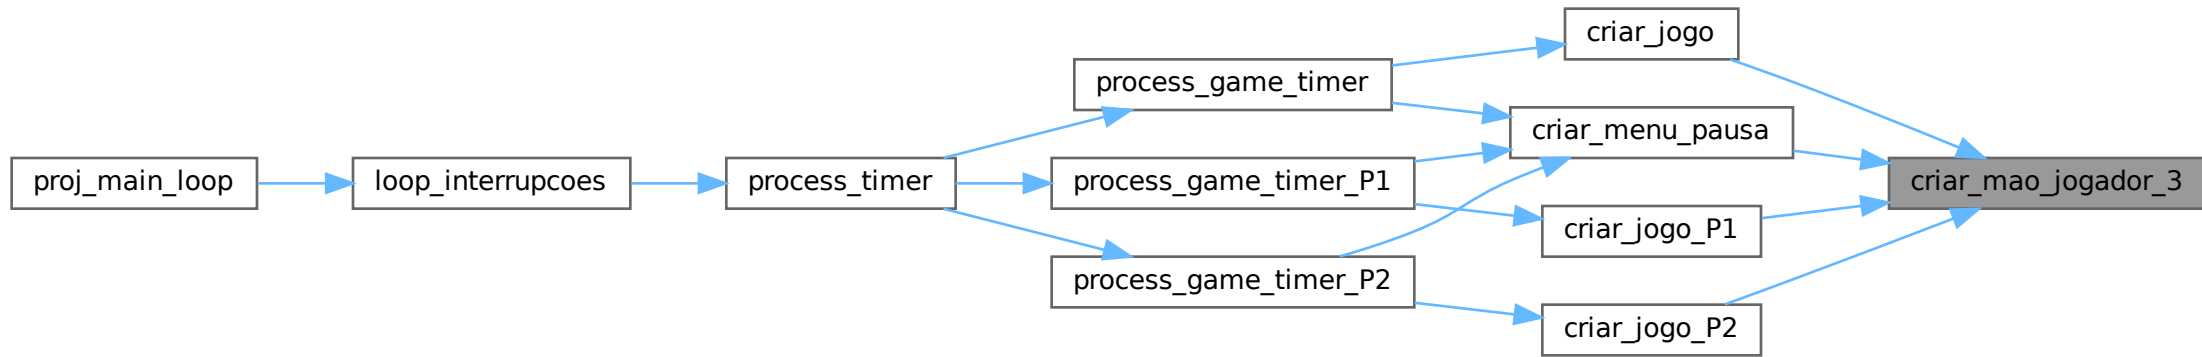 proj_main_loop
loop_interrupcoes
process_timer
process_game_timer
process_game_timer_P1
process_game_timer_P2
criar_jogo
criar_menu_pausa
criar_jogo_P1
criar_jogo_P2
criar_mao_jogador_3